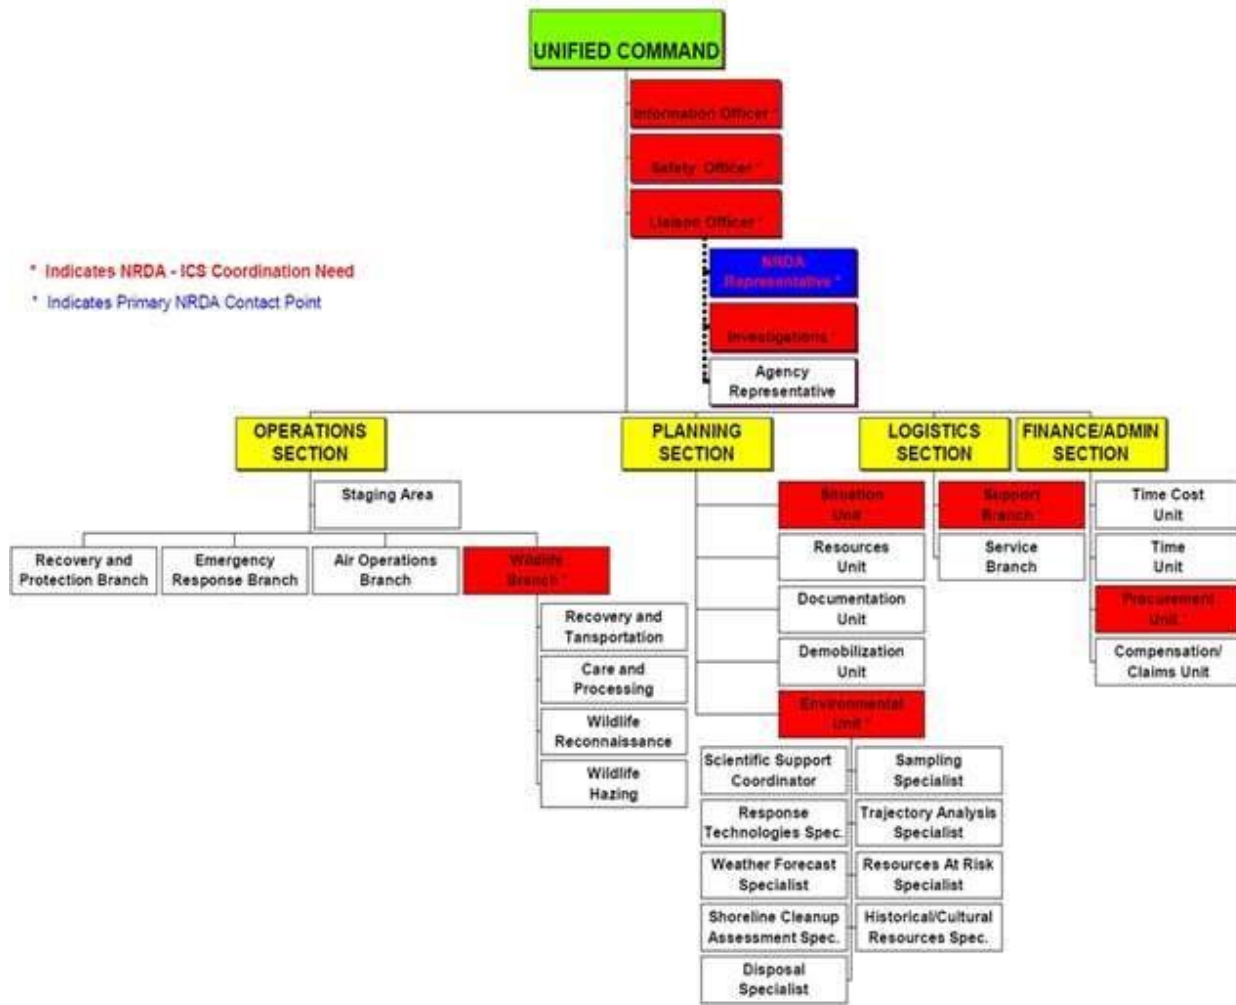 UNIFIED COMMAND
Information Officer *
Safety Officer *
Liaison Officer *
* Indicates NRDA - ICS Coordination Need
* Indicates Primary NRDA Contact Point
NRDA
Representative *
Investigations *
Agency
Representative
OPERATIONS
SECTION
PLANNING
SECTION
LOGISTICS
SECTION
FINANCE/ADMIN
SECTION
Staging Area
Recovery and
Protection Branch
Emergency
Response Branch
Air Operations
Branch
Wildlife
Branch *
Recovery and
Tansportation
Care and
Processing
Wildlife
Reconnaissance
Wildlife
Hazing
Situation
Unit *
Resources
Unit
Documentation
Unit
Demobilization
Unit
Environmental
Unit *
Scientific Support
Coordinator
Sampling
Specialist
Response
Technologies Spec.
Trajectory Analysis
Specialist
Weather Forecast
Specialist
Resources At Risk
Specialist
Shoreline Cleanup
Assessment Spec.
Historical/Cultural
Resources Spec.
Disposal
Specialist
Support
Branch *
Service
Branch
Time Cost
Unit
Time
Unit
Procurement
Unit *
Compensation/
Claims Unit